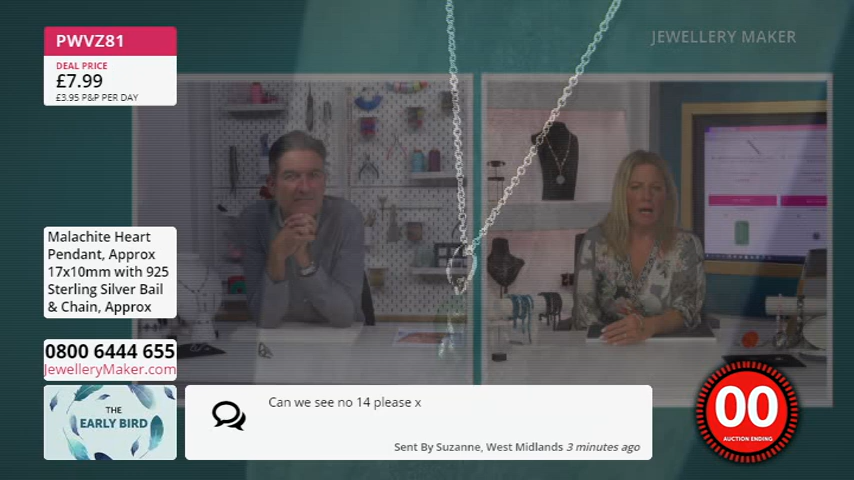 PWVZ81
DEAL PRICE
£7.99
£3.95 P&P PER DAY
JEWELLERY MAKER
Malachite Heart
Pendant, Approx
17x10mm with 925
Sterling Silver Bail
& Chain, Approx
0800 6444 655
JewelleryMaker.com
THE
EARLY BIRD
Can we see no 14 please x
Sent By Suzanne, West Midlands 3 minutes ago
00
AUCTION ENDING